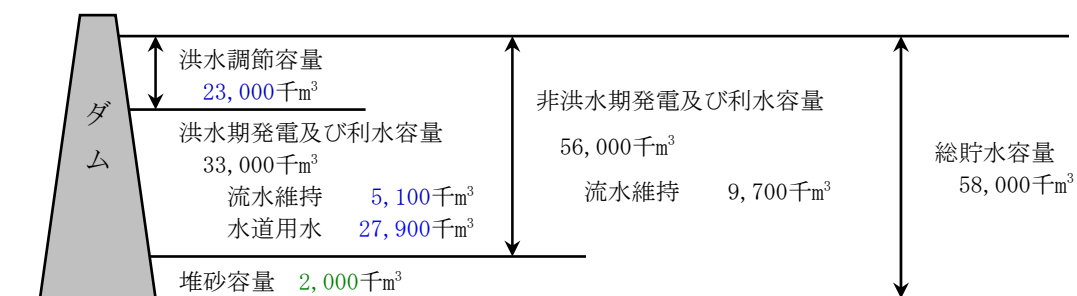 ダム
洪水調節容量
23,000千m³
洪水期発電及び利水容量
33,000千m³
流水維持 5,100千m³
水道用水 27,900千m³
堆砂容量 2,000千m³
非洪水期発電及び利水容量
56,000千m³
流水維持 9,700千m³
総貯水容量
58,000千m³